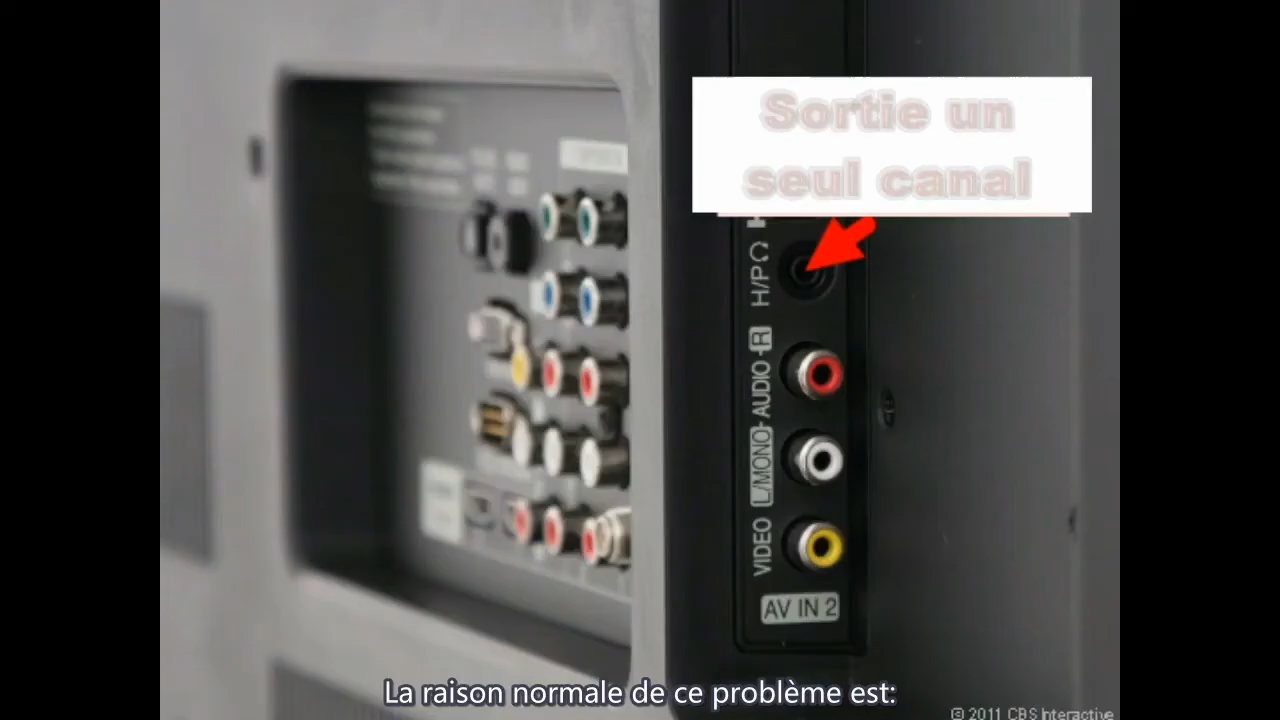 Sortie un
seul canal
H/P
R
AUDIO
L/MONO
VIDEO
AV IN 2
La raison normale de ce problème est:
© 2011 CBS Interactive